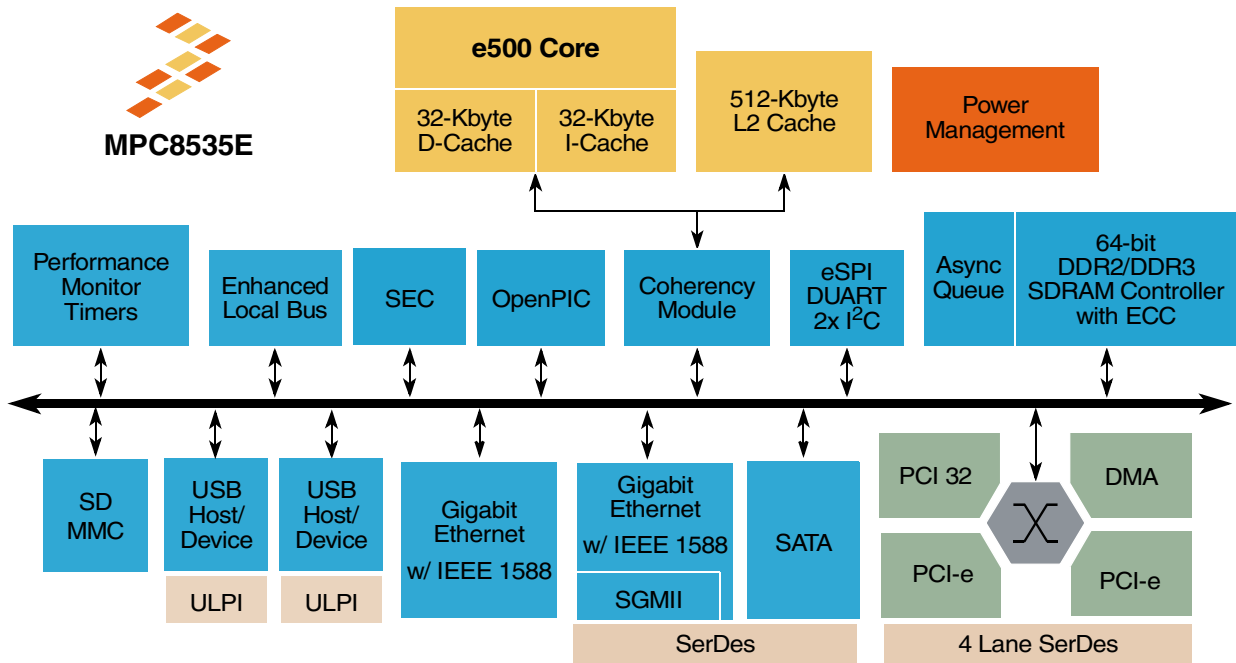 MPC8535E
e500 Core
32-Kbyte
D-Cache
32-Kbyte
I-Cache
512-Kbyte
L2 Cache
Power
Management
Performance
Monitor
Timers
Enhanced
Local Bus
SEC
OpenPIC
Coherency
Module
eSPI
DUART
2x I²C
Async
Queue
64-bit
DDR2/DDR3
SDRAM Controller
with ECC
SD
MMC
USB
Host/
Device
ULPI
USB
Host/
Device
ULPI
Gigabit
Ethernet
w/ IEEE 1588
Gigabit
Ethernet
w/ IEEE 1588
SGMII
SATA
SerDes
PCI 32
DMA
PCI-e
PCI-e
4 Lane SerDes